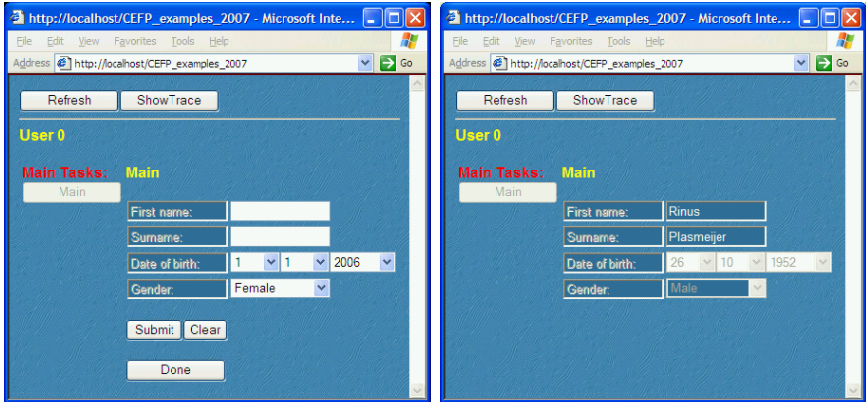 http://localhost/CEFP_examples_2007 - Microsoft Inte...
File Edit View Favorites Tools Help
Address http://localhost/CEFP_examples_2007 Go
Refresh ShowTrace
User 0
Main Tasks: Main
Main
First name:
Surname:
Date of birth: 1 1 2006
Gender: Female
Submit Clear
Done
http://localhost/CEFP_examples_2007 - Microsoft Inte...
File Edit View Favorites Tools Help
Address http://localhost/CEFP_examples_2007 Go
Refresh ShowTrace
User 0
Main Tasks: Main
Main
First name: Rinus
Surname: Plasmeijer
Date of birth: 26 10 1952
Gender: Male